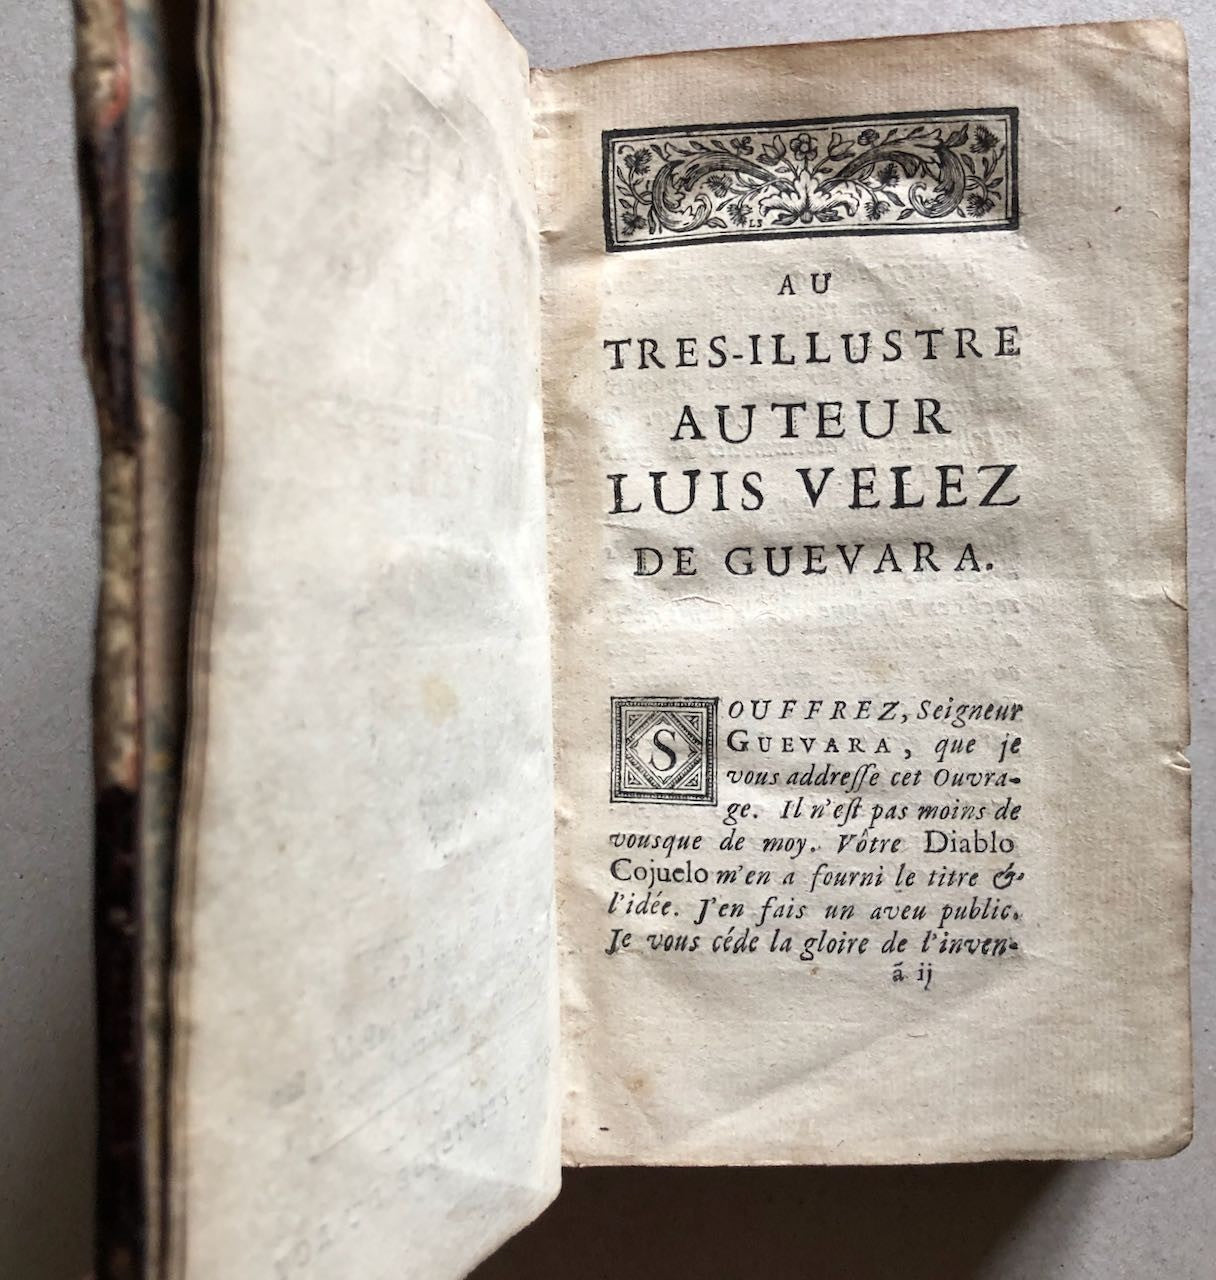 AU
TRES-ILLUSTRE
AUTEUR
LUIS VELEZ
DE GUEVARA.
SOUFFREZ, Seigneur
GUEVARA, que je
vous addreſſe cet Ouvra-
ge. Il n'eſt pas moins de
vousque de moy. Vôtre Diablo
Cojuelo m'en a fourni le titre &
l'idée. J'en fais un aveu public.
Je vous céde la gloire de l'inven-
ã ij